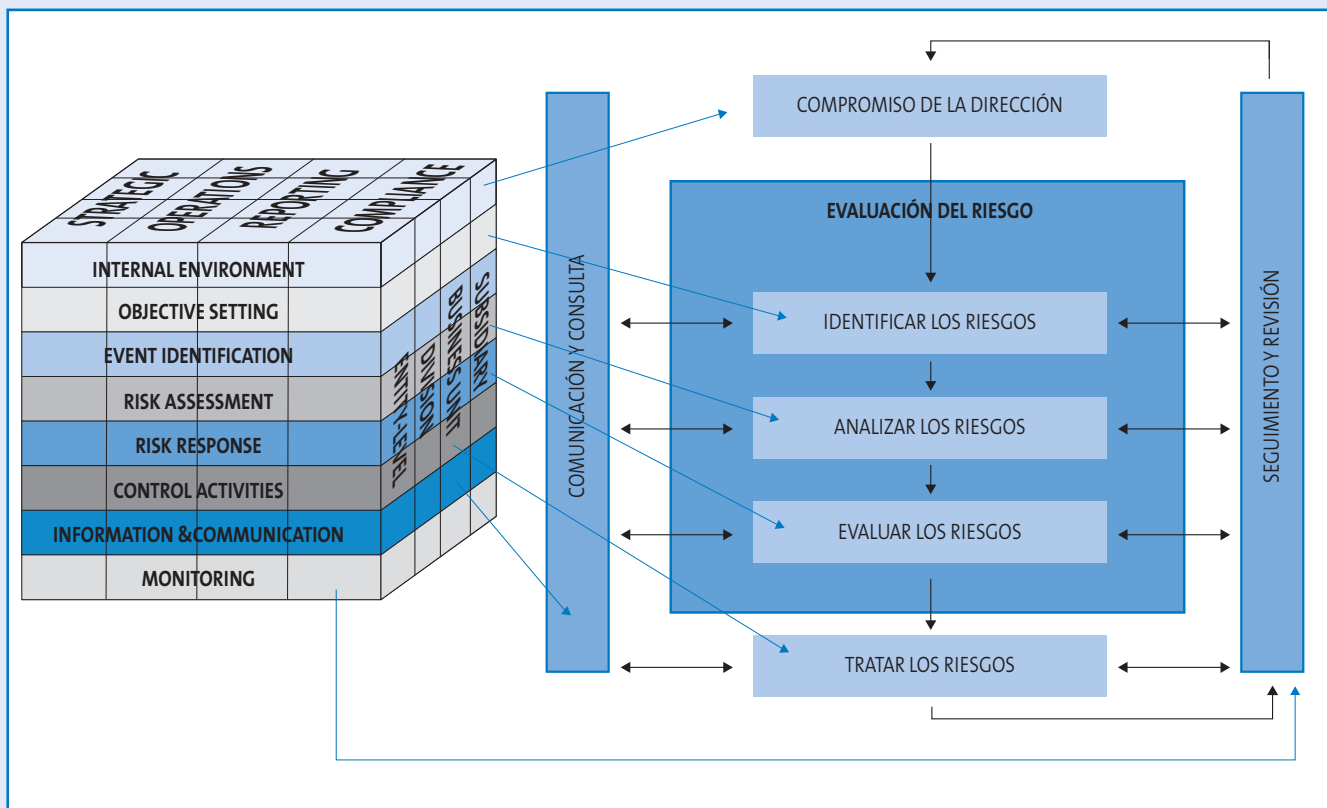 STRATEGIC
OPERATIONS
REPORTING
COMPLIANCE
INTERNAL ENVIRONMENT
OBJECTIVE SETTING
EVENT IDENTIFICATION
RISK ASSESSMENT
RISK RESPONSE
CONTROL ACTIVITIES
INFORMATION &COMMUNICATION
MONITORING
ENTITY-LEVEL
DIVISION
BUSINESS UNIT
SUBSIDIARY
COMUNICACIÓN Y CONSULTA
COMPROMISO DE LA DIRECCIÓN
EVALUACIÓN DEL RIESGO
IDENTIFICAR LOS RIESGOS
ANALIZAR LOS RIESGOS
EVALUAR LOS RIESGOS
TRATAR LOS RIESGOS
SEGUIMIENTO Y REVISIÓN